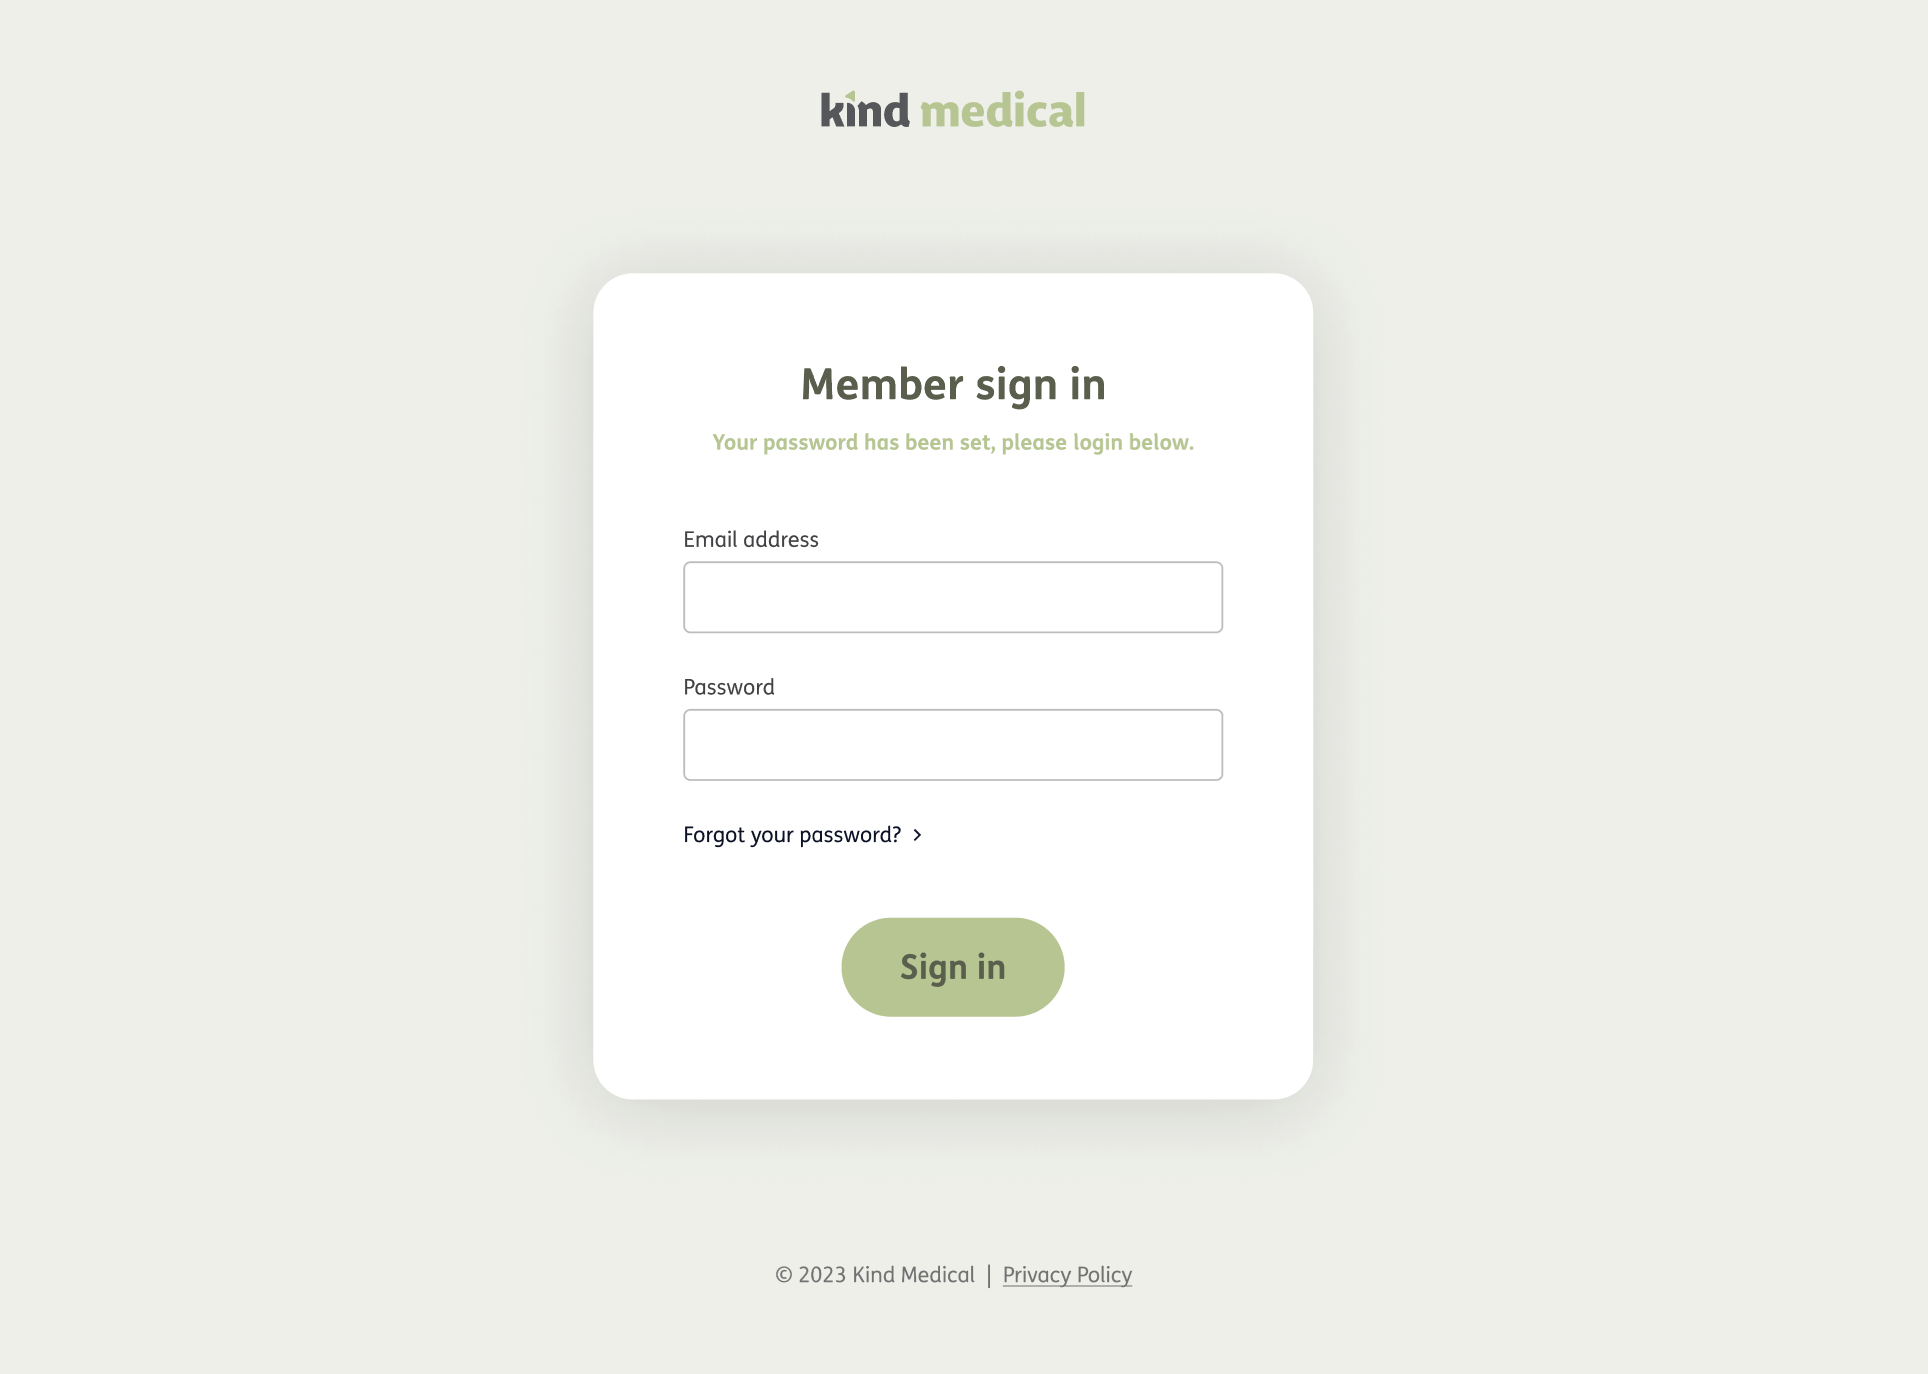 kind medical
Member sign in
Your password has been set, please login below.
Email address
Password
Forgot your password? >
Sign in
© 2023 Kind Medical | Privacy Policy